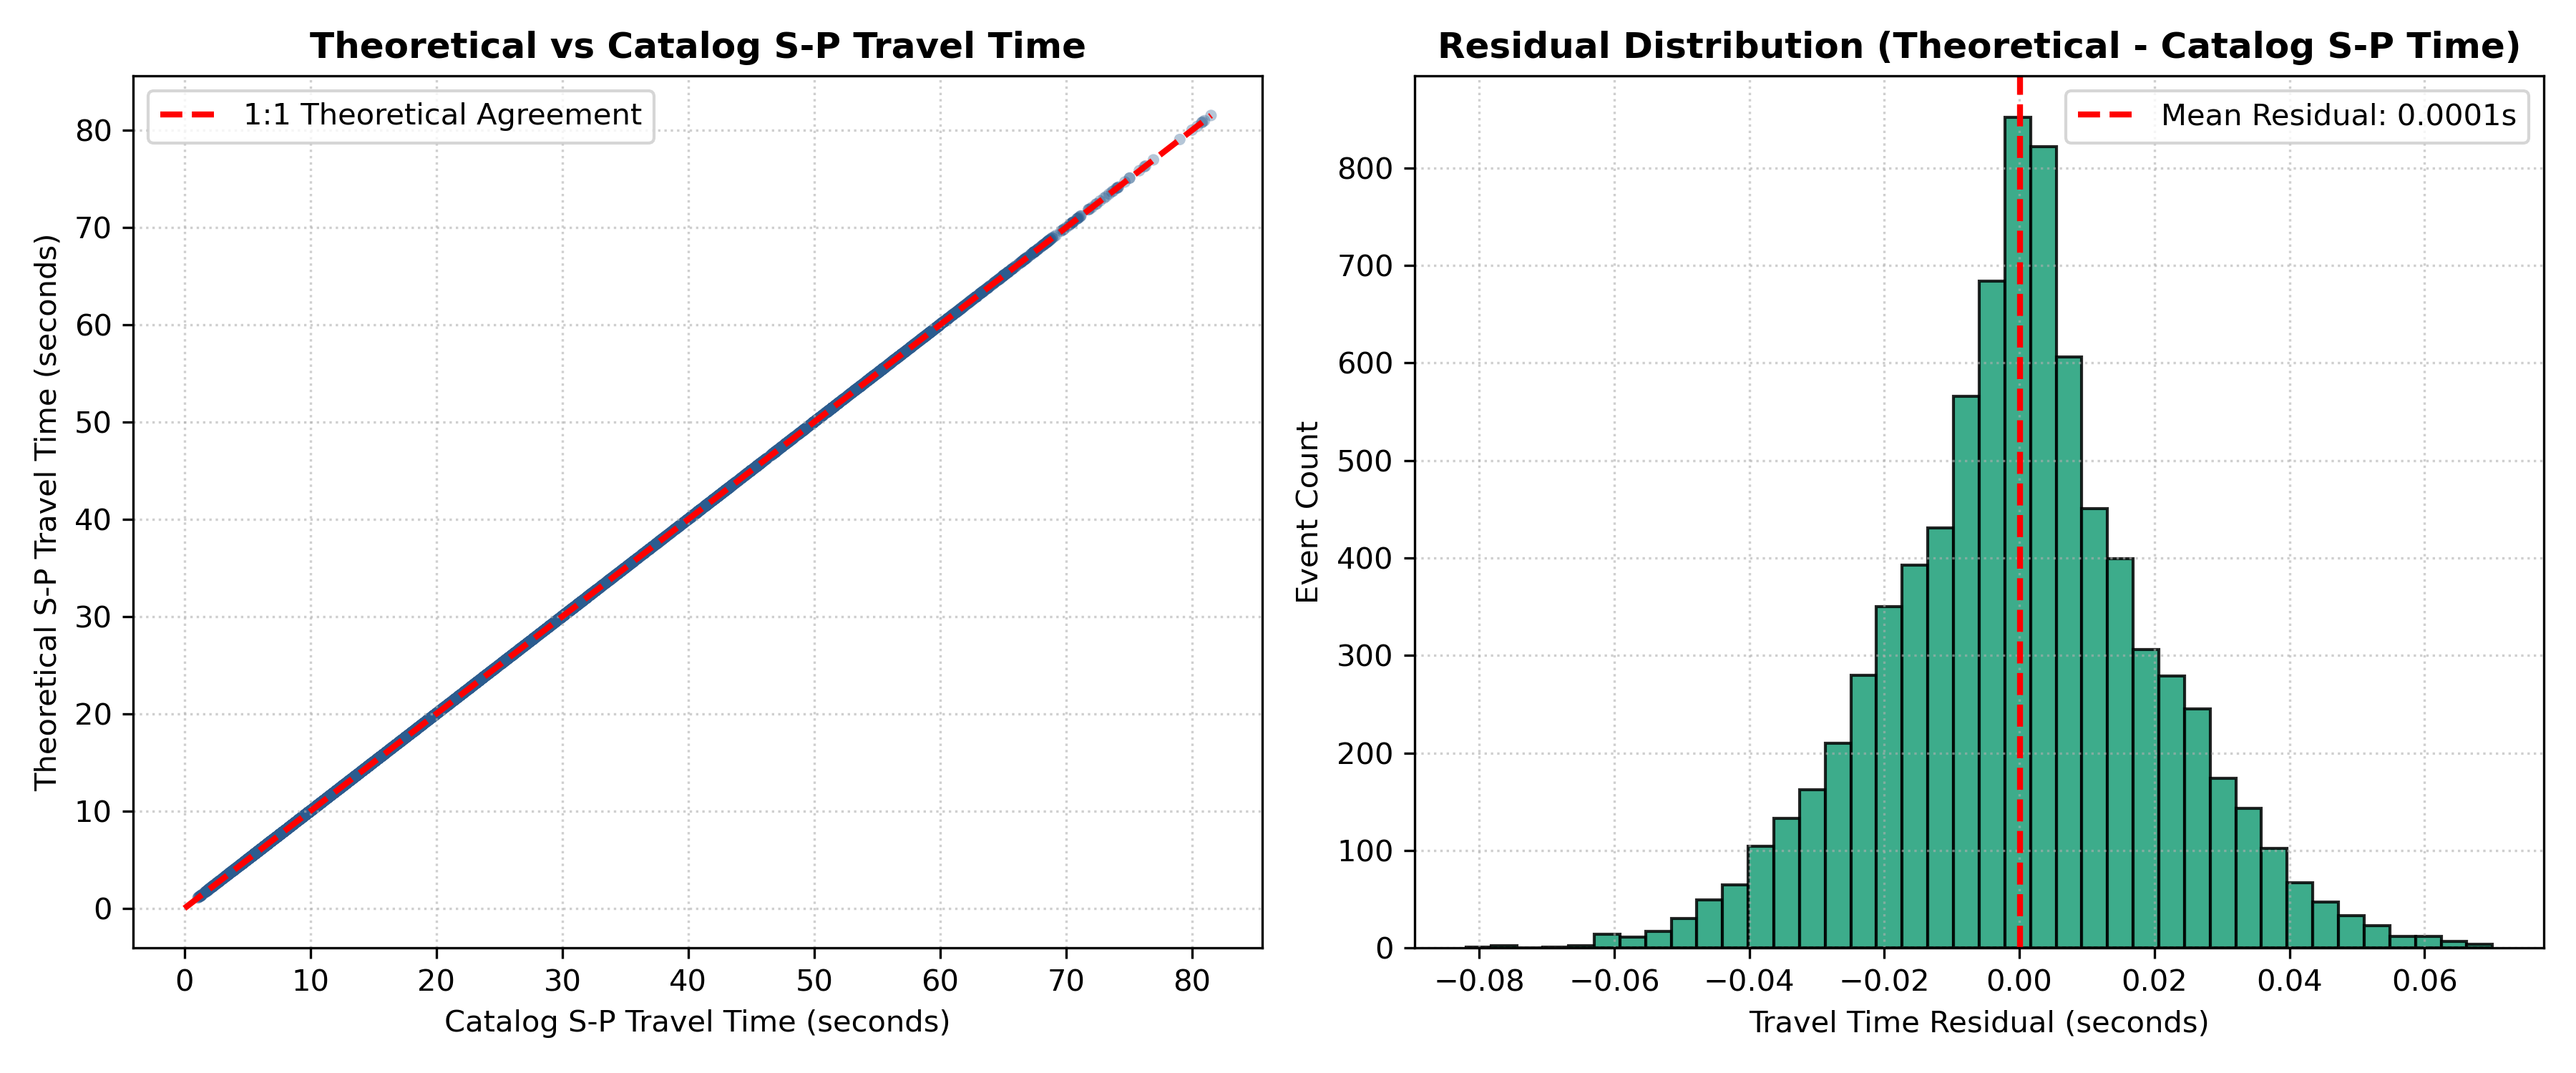 Theoretical vs Catalog S-P Travel Time
1:1 Theoretical Agreement
Theoretical S-P Travel Time (seconds)
80
70
60
50
40
30
20
10
0
0 10 20 30 40 50 60 70 80
Catalog S-P Travel Time (seconds)
Residual Distribution (Theoretical - Catalog S-P Time)
Mean Residual: 0.0001s
Event Count
800
700
600
500
400
300
200
100
0
−0.08 −0.06 −0.04 −0.02 0.00 0.02 0.04 0.06
Travel Time Residual (seconds)